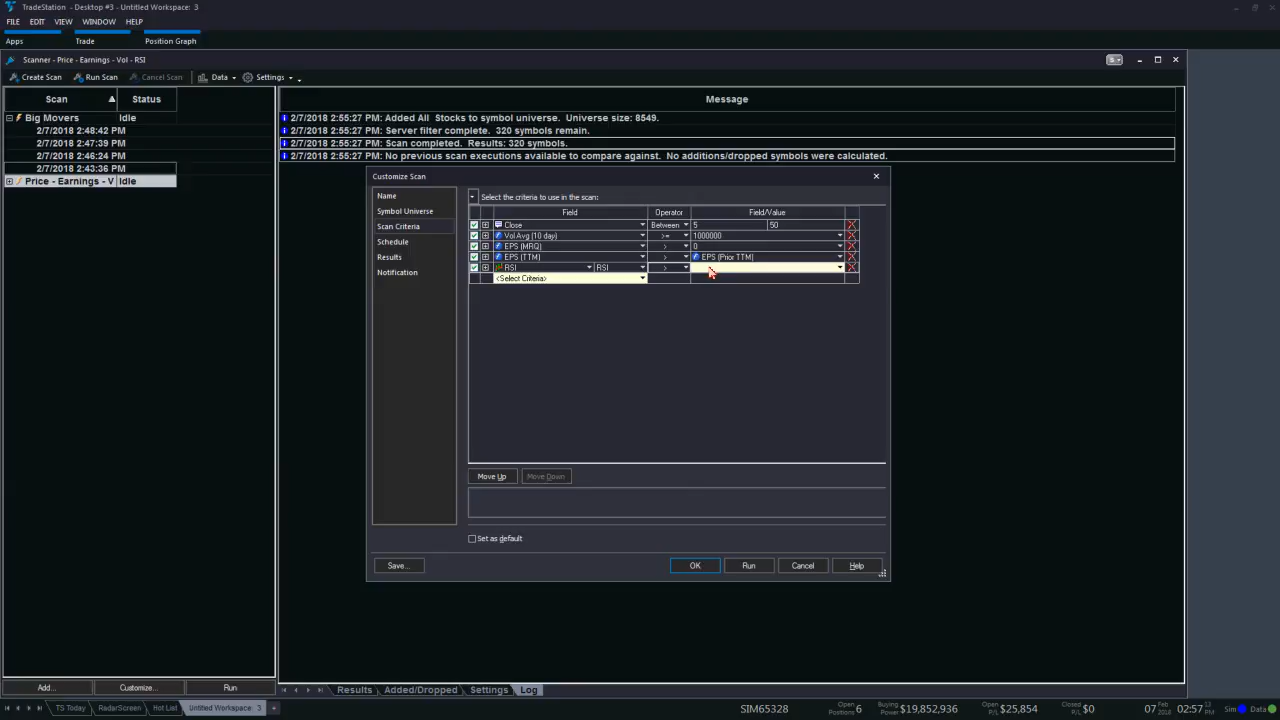 TradeStation - Desktop #3 - Untitled Workspace: 3
FILE EDIT VIEW WINDOW HELP
Apps Trade Position Graph
Scanner - Price - Earnings - Vol - RSI
Create Scan Run Scan Cancel Scan Data Settings
Scan Status Message
Big Movers Idle
2/7/2018 2:48:42 PM
2/7/2018 2:47:39 PM
2/7/2018 2:46:24 PM
2/7/2018 2:43:36 PM
Price - Earnings - V Idle
2/7/2018 2:55:27 PM: Added All Stocks to symbol universe. Universe size: 8549.
2/7/2018 2:55:27 PM: Server filter complete. 320 symbols remain.
2/7/2018 2:55:27 PM: Scan completed. Results: 320 symbols.
2/7/2018 2:55:27 PM: No previous scan executions available to compare against. No additions/dropped symbols were calculated.
Customize Scan
Name
Symbol Universe
Scan Criteria
Schedule
Results
Notification
Select the criteria to use in the scan:
Field Operator Field/Value
Close Between 5 50
Vol Avg (10 day) >= 1000000
EPS (MRQ) > 0
EPS (TTM) > EPS (Prior TTM)
RSI RSI >
<Select Criteria>
Move Up Move Down
Set as default
Save... OK Run Cancel Help
Add... Customize... Run
Results Added/Dropped Settings Log
TS Today RadarScreen Hot List Untitled Workspace: 3
SIM65328 Open Positions 6 Buying Power $19,852,936 Open P/L $25,854 Closed P/L $0 07 Feb 2018 02:57 13 PM Sim Data